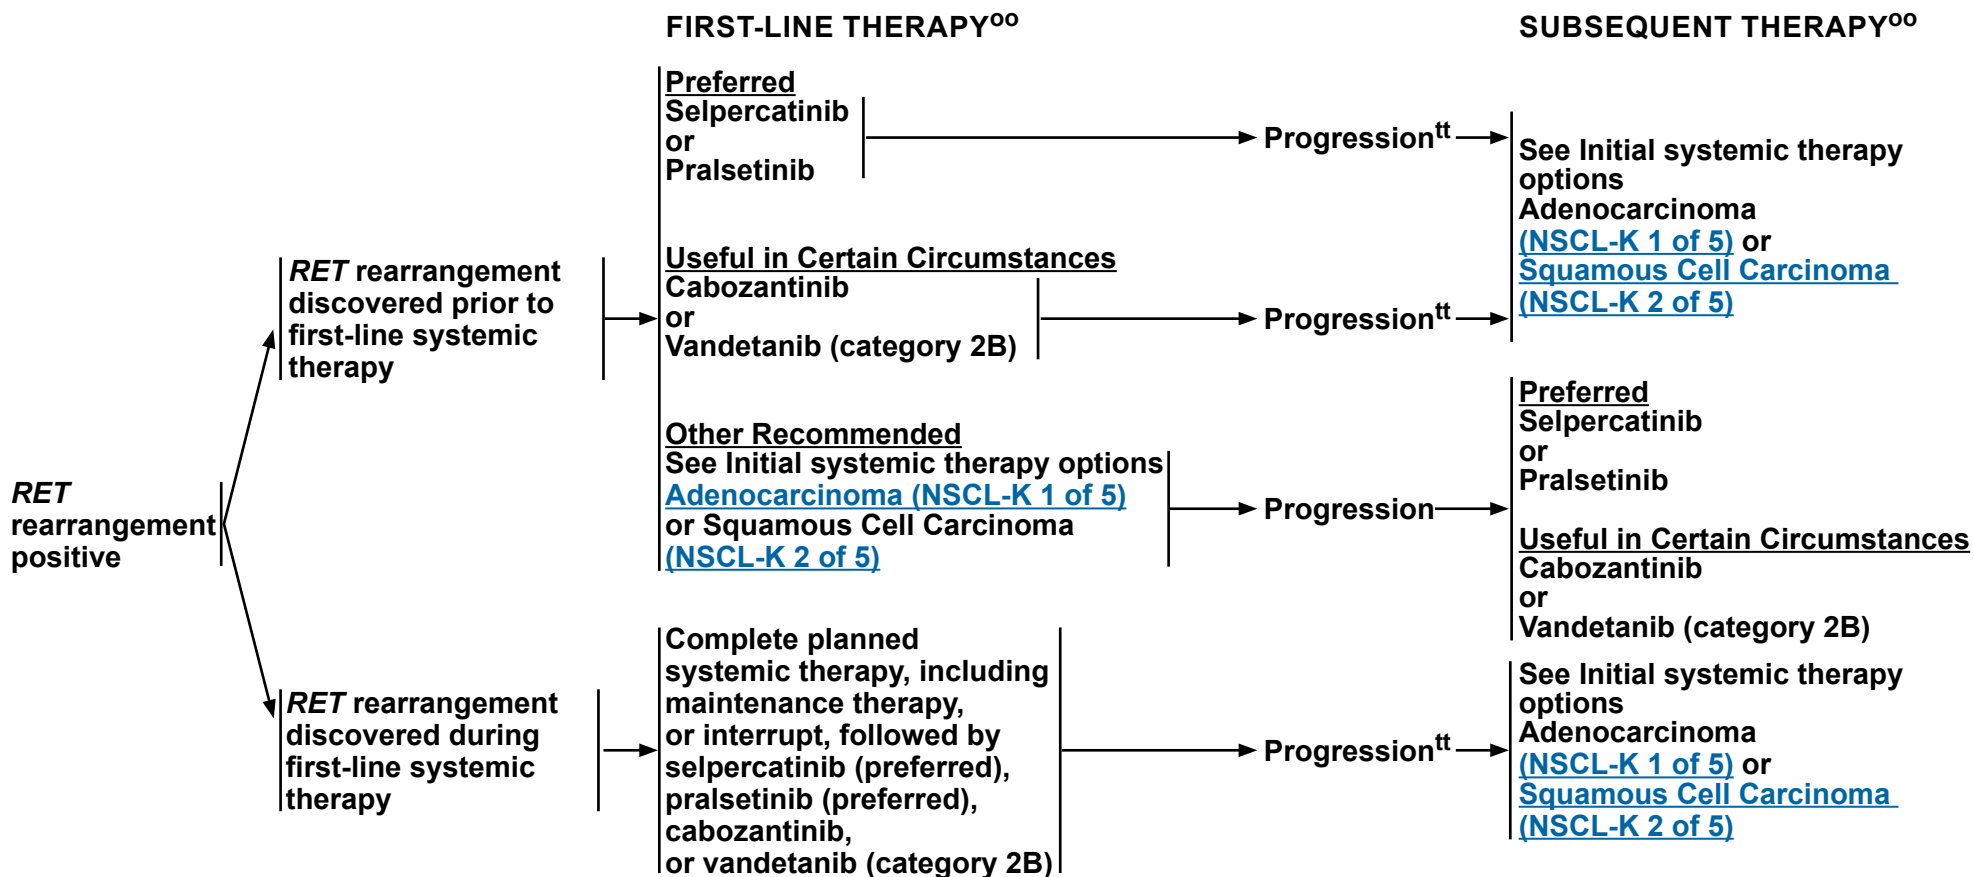 FIRST-LINE THERAPYoo
SUBSEQUENT THERAPYoo
RET
rearrangement
positive
RET rearrangement
discovered prior to
first-line systemic
therapy
Preferred
Selpercatinib
or
Pralsetinib
Progressiontt
Useful in Certain Circumstances
Cabozantinib
or
Vandetanib (category 2B)
Progressiontt
See Initial systemic therapy
options
Adenocarcinoma
(NSCL-K 1 of 5) or
Squamous Cell Carcinoma
(NSCL-K 2 of 5)
Other Recommended
See Initial systemic therapy options
Adenocarcinoma (NSCL-K 1 of 5)
or Squamous Cell Carcinoma
(NSCL-K 2 of 5)
Progression
Preferred
Selpercatinib
or
Pralsetinib
Useful in Certain Circumstances
Cabozantinib
or
Vandetanib (category 2B)
RET rearrangement
discovered during
first-line systemic
therapy
Complete planned
systemic therapy, including
maintenance therapy,
or interrupt, followed by
selpercatinib (preferred),
pralsetinib (preferred),
cabozantinib,
or vandetanib (category 2B)
Progressiontt
See Initial systemic therapy
options
Adenocarcinoma
(NSCL-K 1 of 5) or
Squamous Cell Carcinoma
(NSCL-K 2 of 5)